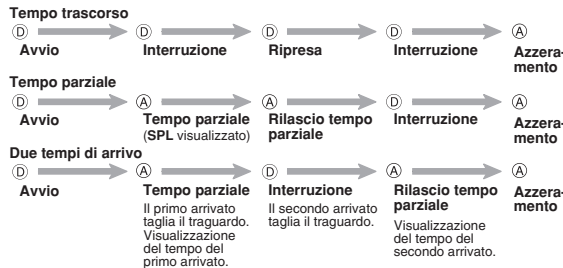 Tempo trascorso
Ⓓ Ⓓ Ⓓ Ⓓ Ⓐ
Avvio Interruzione Ripresa Interruzione Azzera-
mento
Tempo parziale
Ⓓ Ⓐ Ⓐ Ⓓ Ⓐ
Avvio Tempo parziale Rilascio tempo Interruzione Azzera-
(SPL visualizzato) parziale mento
Due tempi di arrivo
Ⓓ Ⓐ Ⓓ Ⓐ Ⓐ
Avvio Tempo parziale Interruzione Rilascio tempo Azzera-
parziale mento
Il primo arrivato Il secondo arrivato
taglia il traguardo. taglia il traguardo. Visualizzazione
Visualizzazione del tempo del
del tempo del secondo arrivato.
primo arrivato.